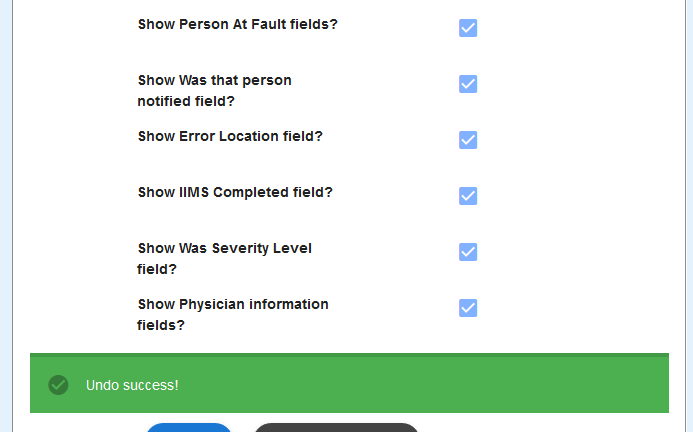 Show Person At Fault fields?
Show Was that person
notified field?
Show Error Location field?
Show IIMS Completed field?
Show Was Severity Level
field?
Show Physician information
fields?
Undo success!